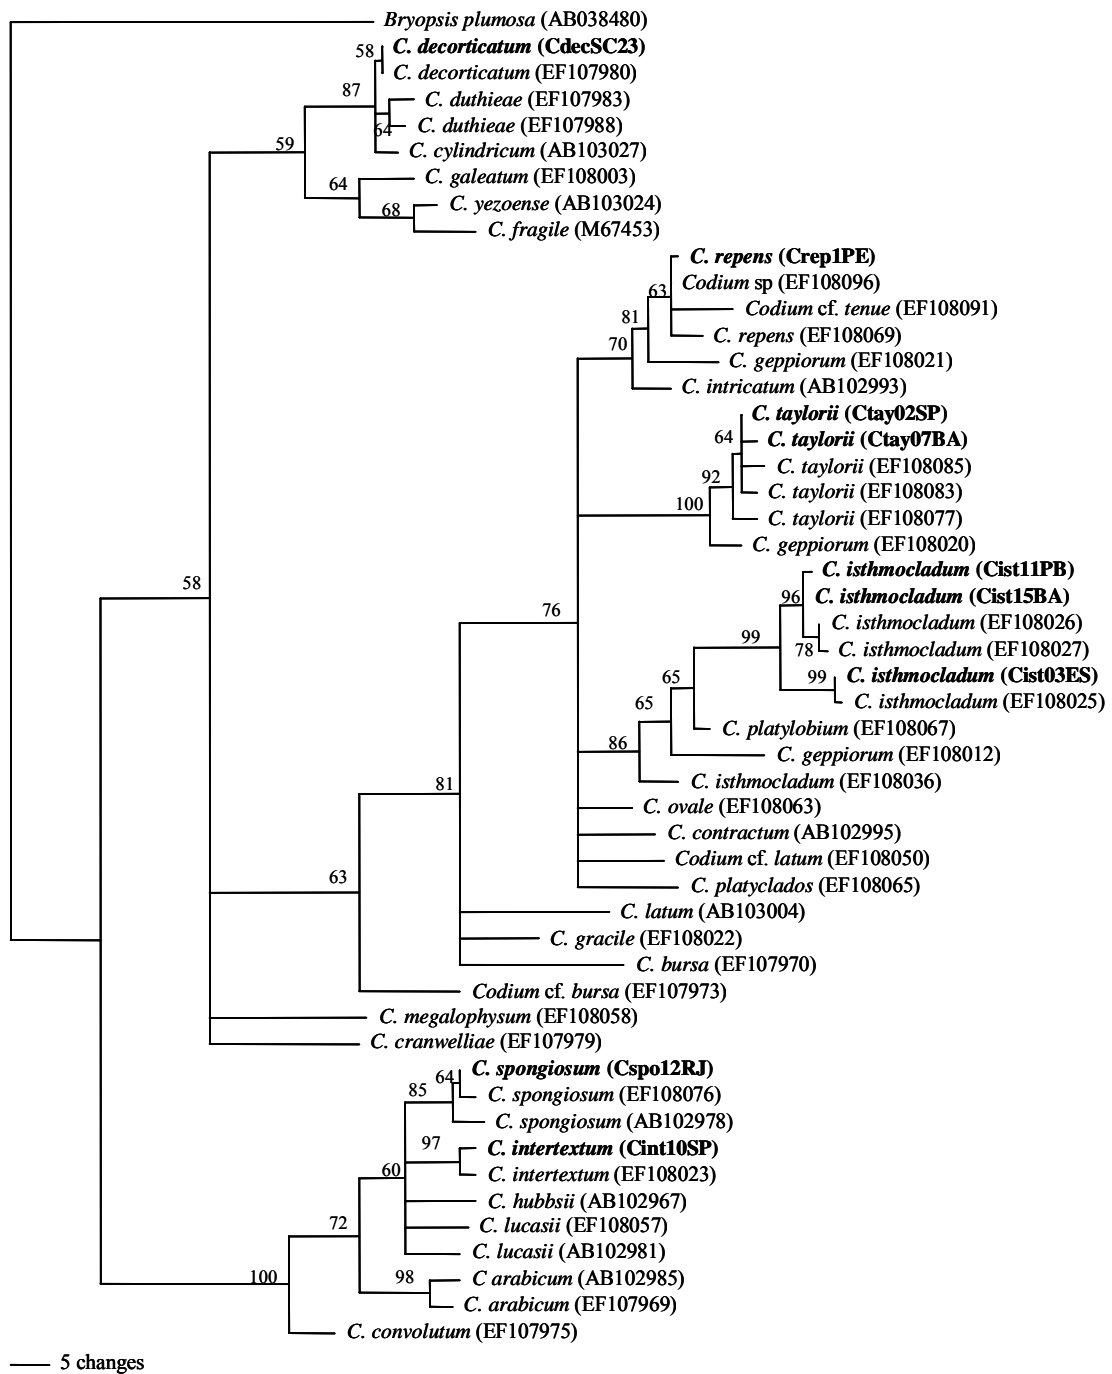 Bryopsis plumosa (AB038480)
58 C. decorticatum (CdecSC23)
C. decorticatum (EF107980)
87 C. duthieae (EF107983)
64 C. duthieae (EF107988)
59 C. cylindricum (AB103027)
64 C. galeatum (EF108003)
68 C. yezoense (AB103024)
C. fragile (M67453)
C. repens (Crep1PE)
63 Codium sp (EF108096)
81 Codium cf. tenue (EF108091)
C. repens (EF108069)
70 C. geppiorum (EF108021)
C. intricatum (AB102993)
C. taylorii (Ctay02SP)
64 C. taylorii (Ctay07BA)
92 C. taylorii (EF108085)
C. taylorii (EF108083)
100 C. taylorii (EF108077)
C. geppiorum (EF108020)
58 C. isthmocladum (Cist11PB)
96 C. isthmocladum (Cist15BA)
76 C. isthmocladum (EF108026)
99 78 C. isthmocladum (EF108027)
65 99 C. isthmocladum (Cist03ES)
65 C. isthmocladum (EF108025)
C. platylobium (EF108067)
86 C. geppiorum (EF108012)
81 C. isthmocladum (EF108036)
C. ovale (EF108063)
C. contractum (AB102995)
Codium cf. latum (EF108050)
63 C. platyclados (EF108065)
C. latum (AB103004)
C. gracile (EF108022)
C. bursa (EF107970)
Codium cf. bursa (EF107973)
C. megalophysum (EF108058)
C. cranwelliae (EF107979)
64 C. spongiosum (Cspo12RJ)
85 C. spongiosum (EF108076)
C. spongiosum (AB102978)
97 C. intertextum (Cint10SP)
60 C. intertextum (EF108023)
C. hubbsii (AB102967)
72 C. lucasii (EF108057)
C. lucasii (AB102981)
100 98 C arabicum (AB102985)
C. arabicum (EF107969)
C. convolutum (EF107975)
5 changes